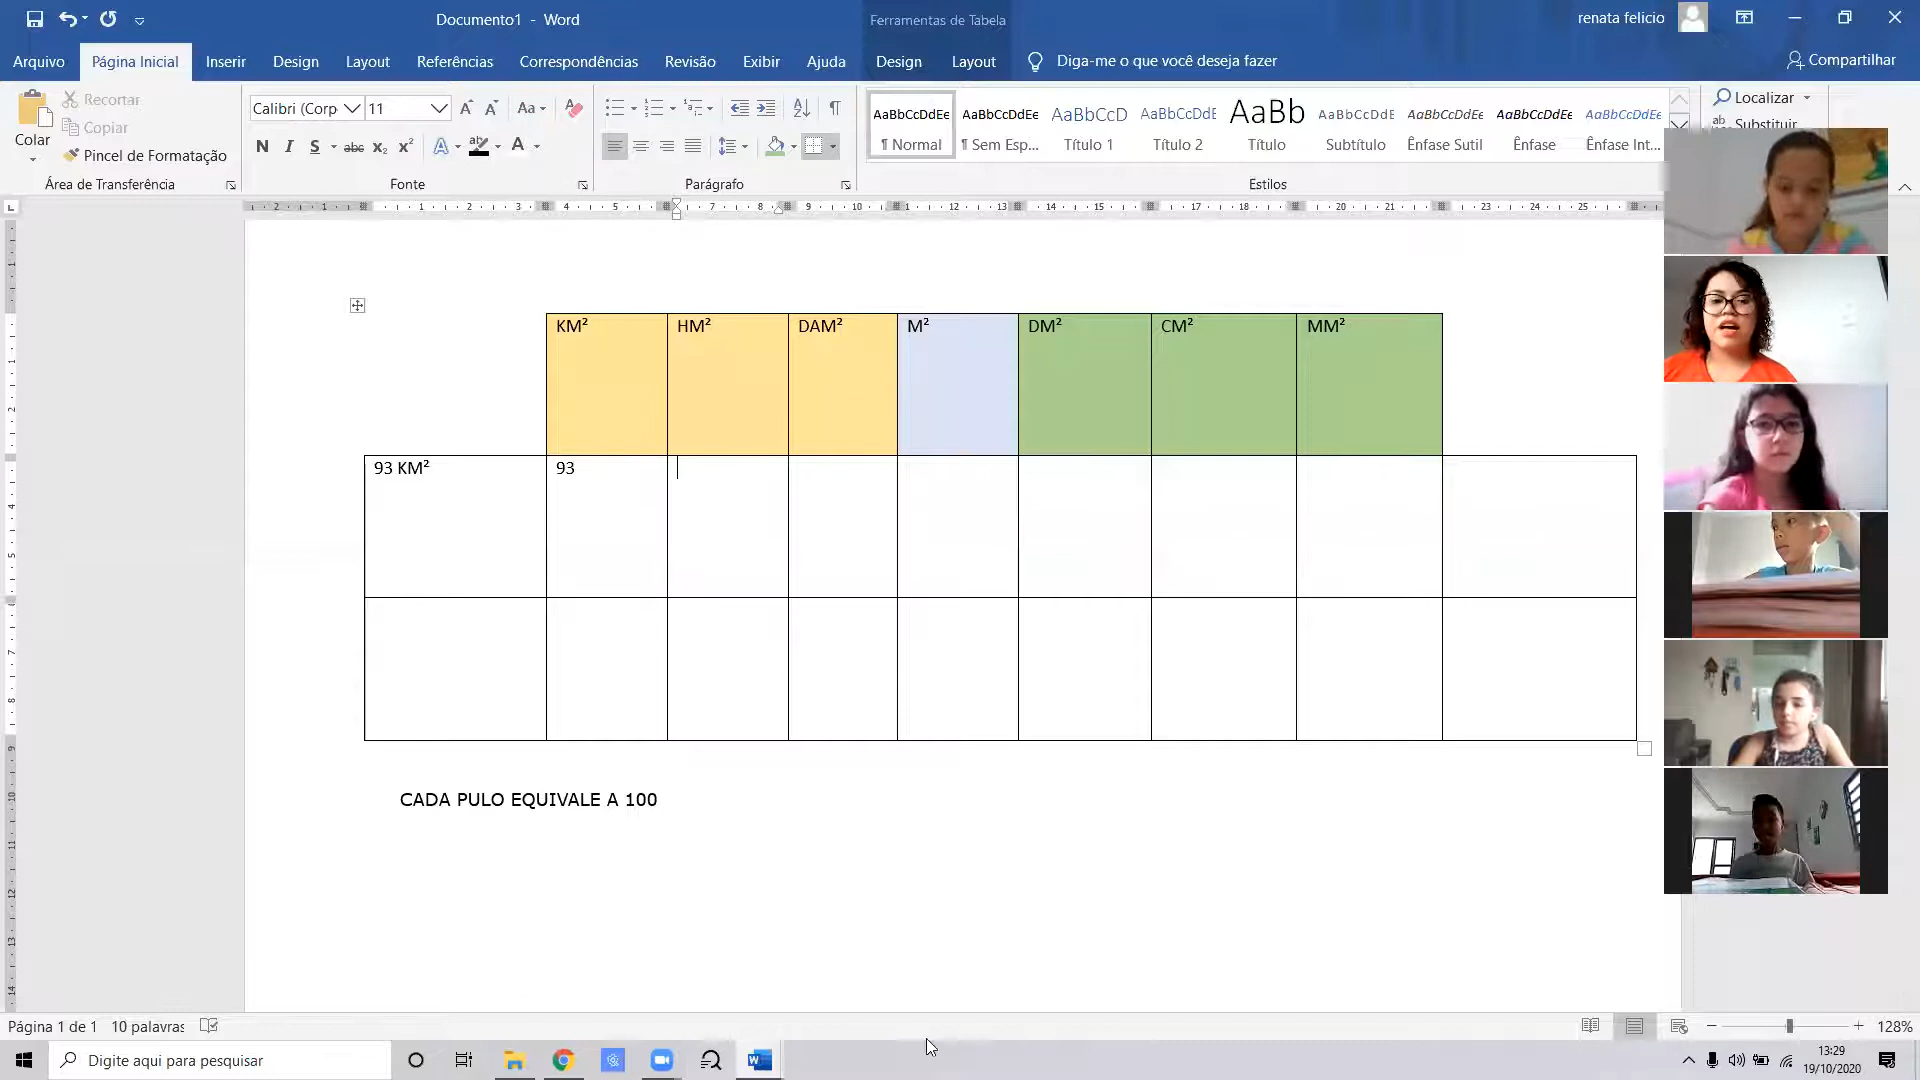 Documento1 - Word
Ferramentas de Tabela
renata felicio
Arquivo
Página Inicial
Inserir
Design
Layout
Referências
Correspondências
Revisão
Exibir
Ajuda
Design
Layout
Diga-me o que você deseja fazer
Compartilhar
Colar
Recortar
Copiar
Pincel de Formatação
Área de Transferência
Calibri (Corp
11
Fonte
Parágrafo
AaBbCcDdEe AaBbCcDdEe AaBbCcD AaBbCcDdE AaBb AaBbCcDdE AaBbCcDdEe AaBbCcDdEe AaBbCcDdEe
¶ Normal ¶ Sem Esp... Título 1 Título 2 Título Subtítulo Ênfase Sutil Ênfase Ênfase Int...
Estilos
Localizar
Substituir
KM² HM² DAM² M² DM² CM² MM²
93 KM² 93
CADA PULO EQUIVALE A 100
Página 1 de 1 10 palavras
128%
Digite aqui para pesquisar
13:29
19/10/2020